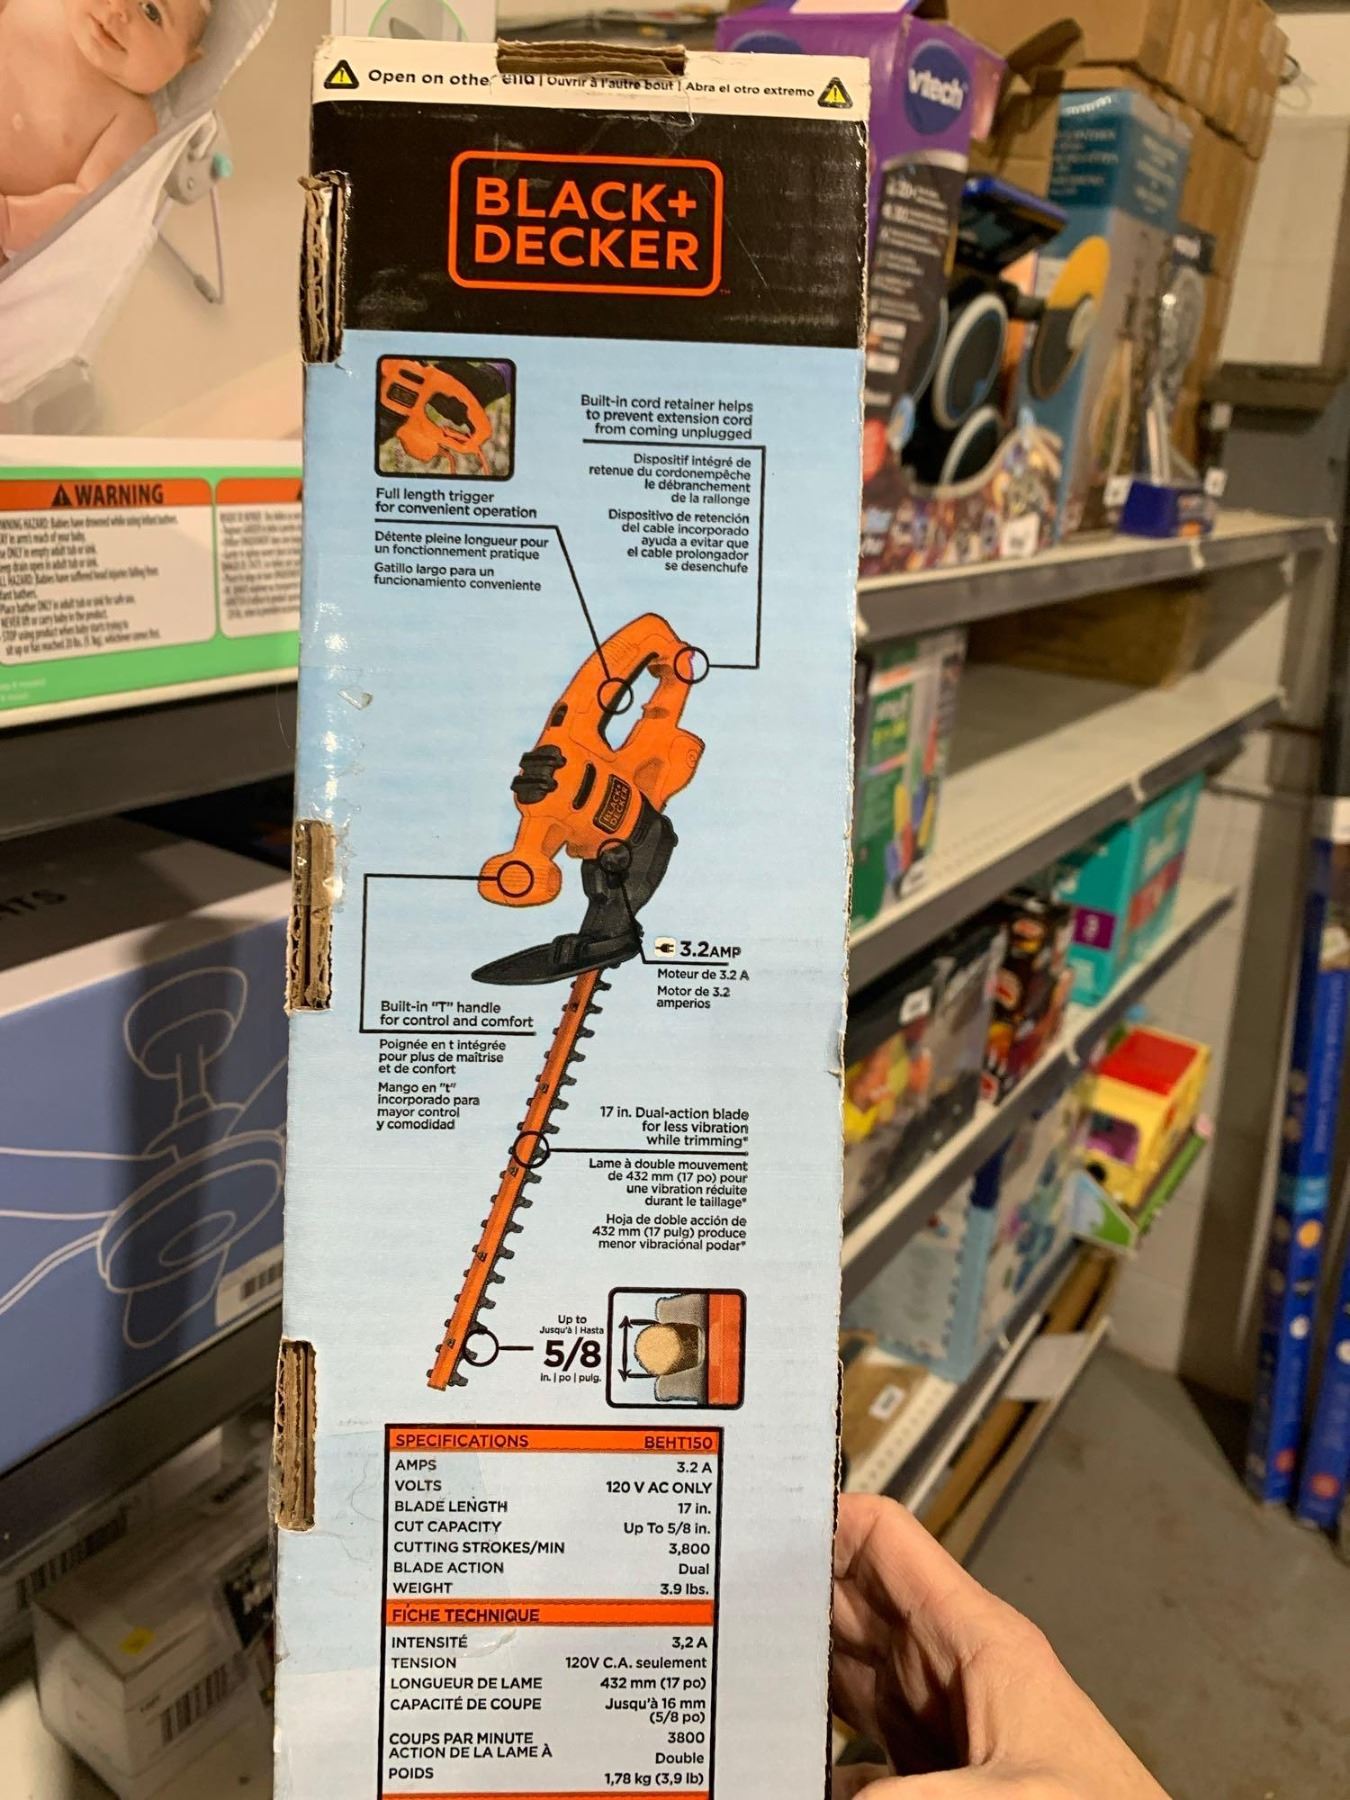 Open on other end | Ouvrir à l'autre bout | Abra el otro extremo
BLACK+
DECKER
Built-in cord retainer helps
to prevent extension cord
from coming unplugged
Dispositif intégré de
retenue du cordonempêche
le débranchement
de la rallonge
Dispositivo de retención
del cable incorporado
ayuda a evitar que
el cable prolongador
se desenchufe
Full length trigger
for convenient operation
Détente pleine longueur pour
un fonctionnement pratique
Gatillo largo para un
funcionamiento conveniente
BLACK+
DECKER
3.2AMP
Moteur de 3.2 A
Motor de 3.2
amperios
Built-in "T" handle
for control and comfort
Poignée en t intégrée
pour plus de maîtrise
et de confort
Mango en "t"
incorporado para
mayor control
y comodidad
17 in. Dual-action blade
for less vibration
while trimming*
Lame à double mouvement
de 432 mm (17 po) pour
une vibration réduite
durant le taillage*
Hoja de doble acción de
432 mm (17 pulg) produce
menor vibraciónal podar*
Up to
Jusqu'à | Hasta
5/8
in. | po | pulg.
SPECIFICATIONS BEHT150
AMPS 3.2 A
VOLTS 120 V AC ONLY
BLADE LENGTH 17 in.
CUT CAPACITY Up To 5/8 in.
CUTTING STROKES/MIN 3,800
BLADE ACTION Dual
WEIGHT 3.9 lbs.
FICHE TECHNIQUE
INTENSITÉ 3,2 A
TENSION 120V C.A. seulement
LONGUEUR DE LAME 432 mm (17 po)
CAPACITÉ DE COUPE Jusqu'à 16 mm
(5/8 po)
COUPS PAR MINUTE 3800
ACTION DE LA LAME À Double
POIDS 1,78 kg (3,9 lb)
WARNING
vtech